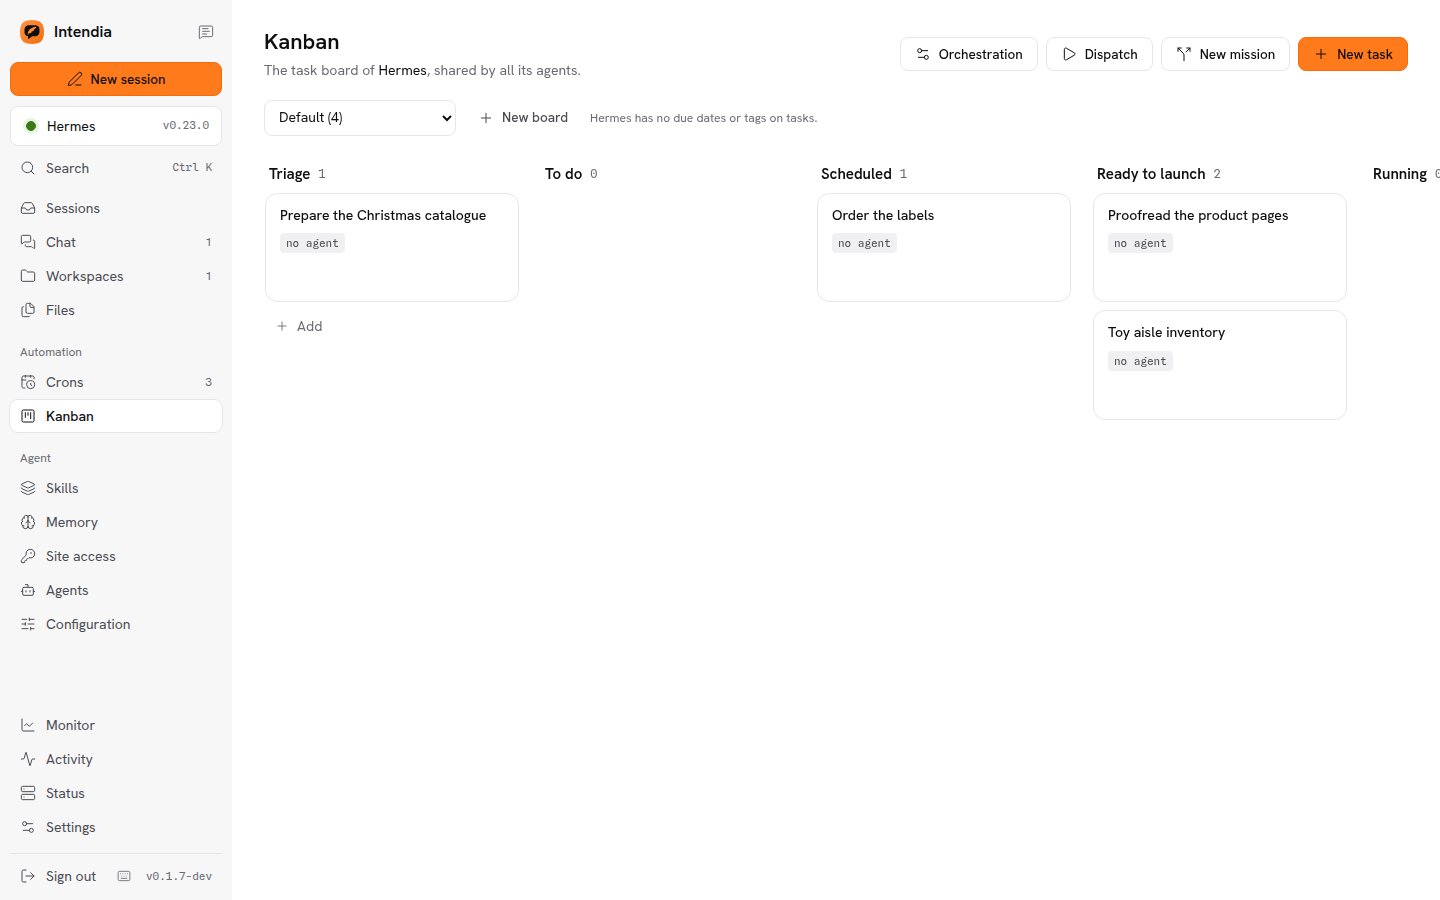 Intendia
New session
Hermes v0.23.0
Search Ctrl K
Sessions
Chat 1
Workspaces 1
Files
Automation
Crons 3
Kanban
Agent
Skills
Memory
Site access
Agents
Configuration
Monitor
Activity
Status
Settings
Sign out v0.1.7-dev
Kanban
The task board of Hermes, shared by all its agents.
Orchestration
Dispatch
New mission
New task
Default (4)
New board
Hermes has no due dates or tags on tasks.
Triage 1
Prepare the Christmas catalogue
no agent
Add
To do 0
Scheduled 1
Order the labels
no agent
Ready to launch 2
Proofread the product pages
no agent
Toy aisle inventory
no agent
Running